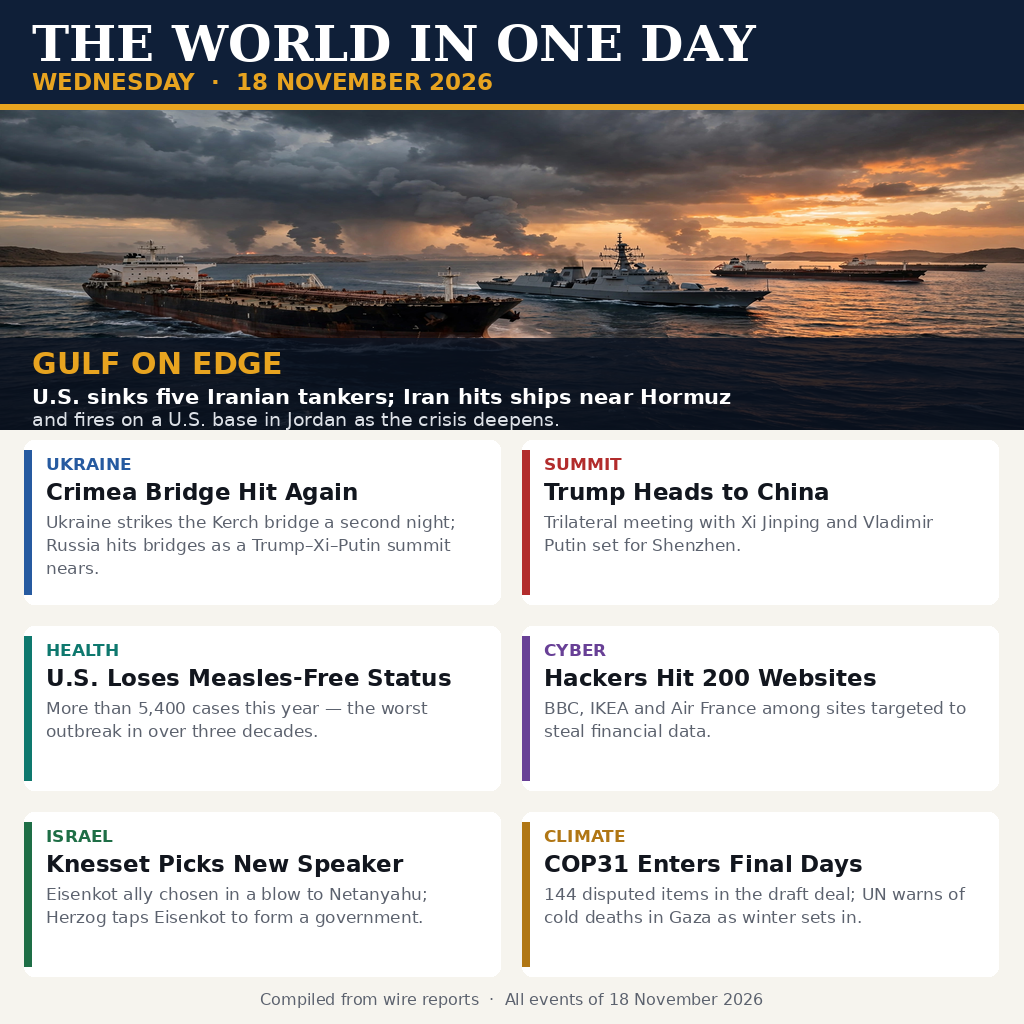 THE WORLD IN ONE DAY
WEDNESDAY · 18 NOVEMBER 2026
GULF ON EDGE
U.S. sinks five Iranian tankers; Iran hits ships near Hormuz
and fires on a U.S. base in Jordan as the crisis deepens.
UKRAINE
Crimea Bridge Hit Again
Ukraine strikes the Kerch bridge a second night;
Russia hits bridges as a Trump–Xi–Putin summit
nears.
SUMMIT
Trump Heads to China
Trilateral meeting with Xi Jinping and Vladimir
Putin set for Shenzhen.
HEALTH
U.S. Loses Measles-Free Status
More than 5,400 cases this year — the worst
outbreak in over three decades.
CYBER
Hackers Hit 200 Websites
BBC, IKEA and Air France among sites targeted to
steal financial data.
ISRAEL
Knesset Picks New Speaker
Eisenkot ally chosen in a blow to Netanyahu;
Herzog taps Eisenkot to form a government.
CLIMATE
COP31 Enters Final Days
144 disputed items in the draft deal; UN warns of
cold deaths in Gaza as winter sets in.
Compiled from wire reports · All events of 18 November 2026